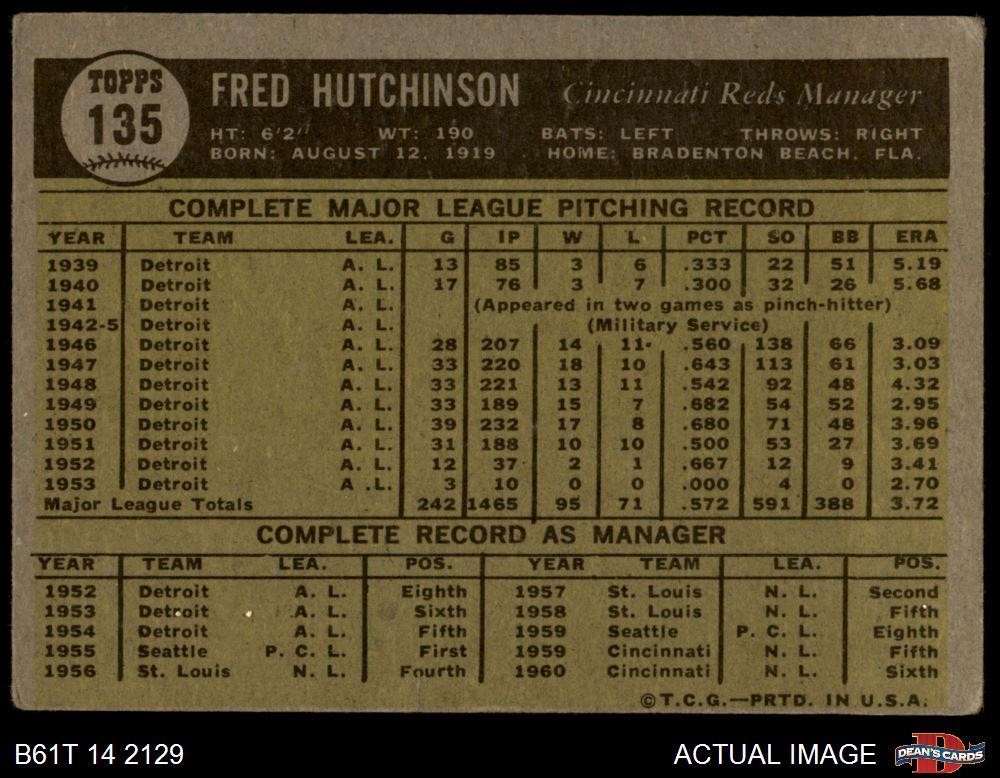 TOPPS
135
FRED HUTCHINSON Cincinnati Reds Manager
HT: 6'2" WT: 190 BATS: LEFT THROWS: RIGHT
BORN: AUGUST 12, 1919 HOME: BRADENTON BEACH, FLA.
COMPLETE MAJOR LEAGUE PITCHING RECORD
YEAR TEAM LEA. G IP W L PCT SO BB ERA
1939 Detroit A. L. 13 85 3 6 .333 22 51 5.19
1940 Detroit A. L. 17 76 3 7 .300 32 26 5.68
1941 Detroit A. L. (Appeared in two games as pinch-hitter)
1942-5 Detroit A. L. (Military Service)
1946 Detroit A. L. 28 207 14 11 .560 138 66 3.09
1947 Detroit A. L. 33 220 18 10 .643 113 61 3.03
1948 Detroit A. L. 33 221 13 11 .542 92 48 4.32
1949 Detroit A. L. 33 189 15 7 .682 54 52 2.95
1950 Detroit A. L. 39 232 17 8 .680 71 48 3.96
1951 Detroit A. L. 31 188 10 10 .500 53 27 3.69
1952 Detroit A. L. 12 37 2 1 .667 12 9 3.41
1953 Detroit A .L. 3 10 0 0 .000 4 0 2.70
Major League Totals 242 1465 95 71 .572 591 388 3.72
COMPLETE RECORD AS MANAGER
YEAR TEAM LEA. POS. YEAR TEAM LEA. POS.
1952 Detroit A. L. Eighth 1957 St. Louis N. L. Second
1953 Detroit A. L. Sixth 1958 St. Louis N. L. Fifth
1954 Detroit A. L. Fifth 1959 Seattle P. C. L. Eighth
1955 Seattle P. C. L. First 1959 Cincinnati N. L. Fifth
1956 St. Louis N. L. Fourth 1960 Cincinnati N. L. Sixth
©T.C.G.—PRTD. IN U.S.A.
B61T 14 2129 ACTUAL IMAGE DEAN'S CARDS